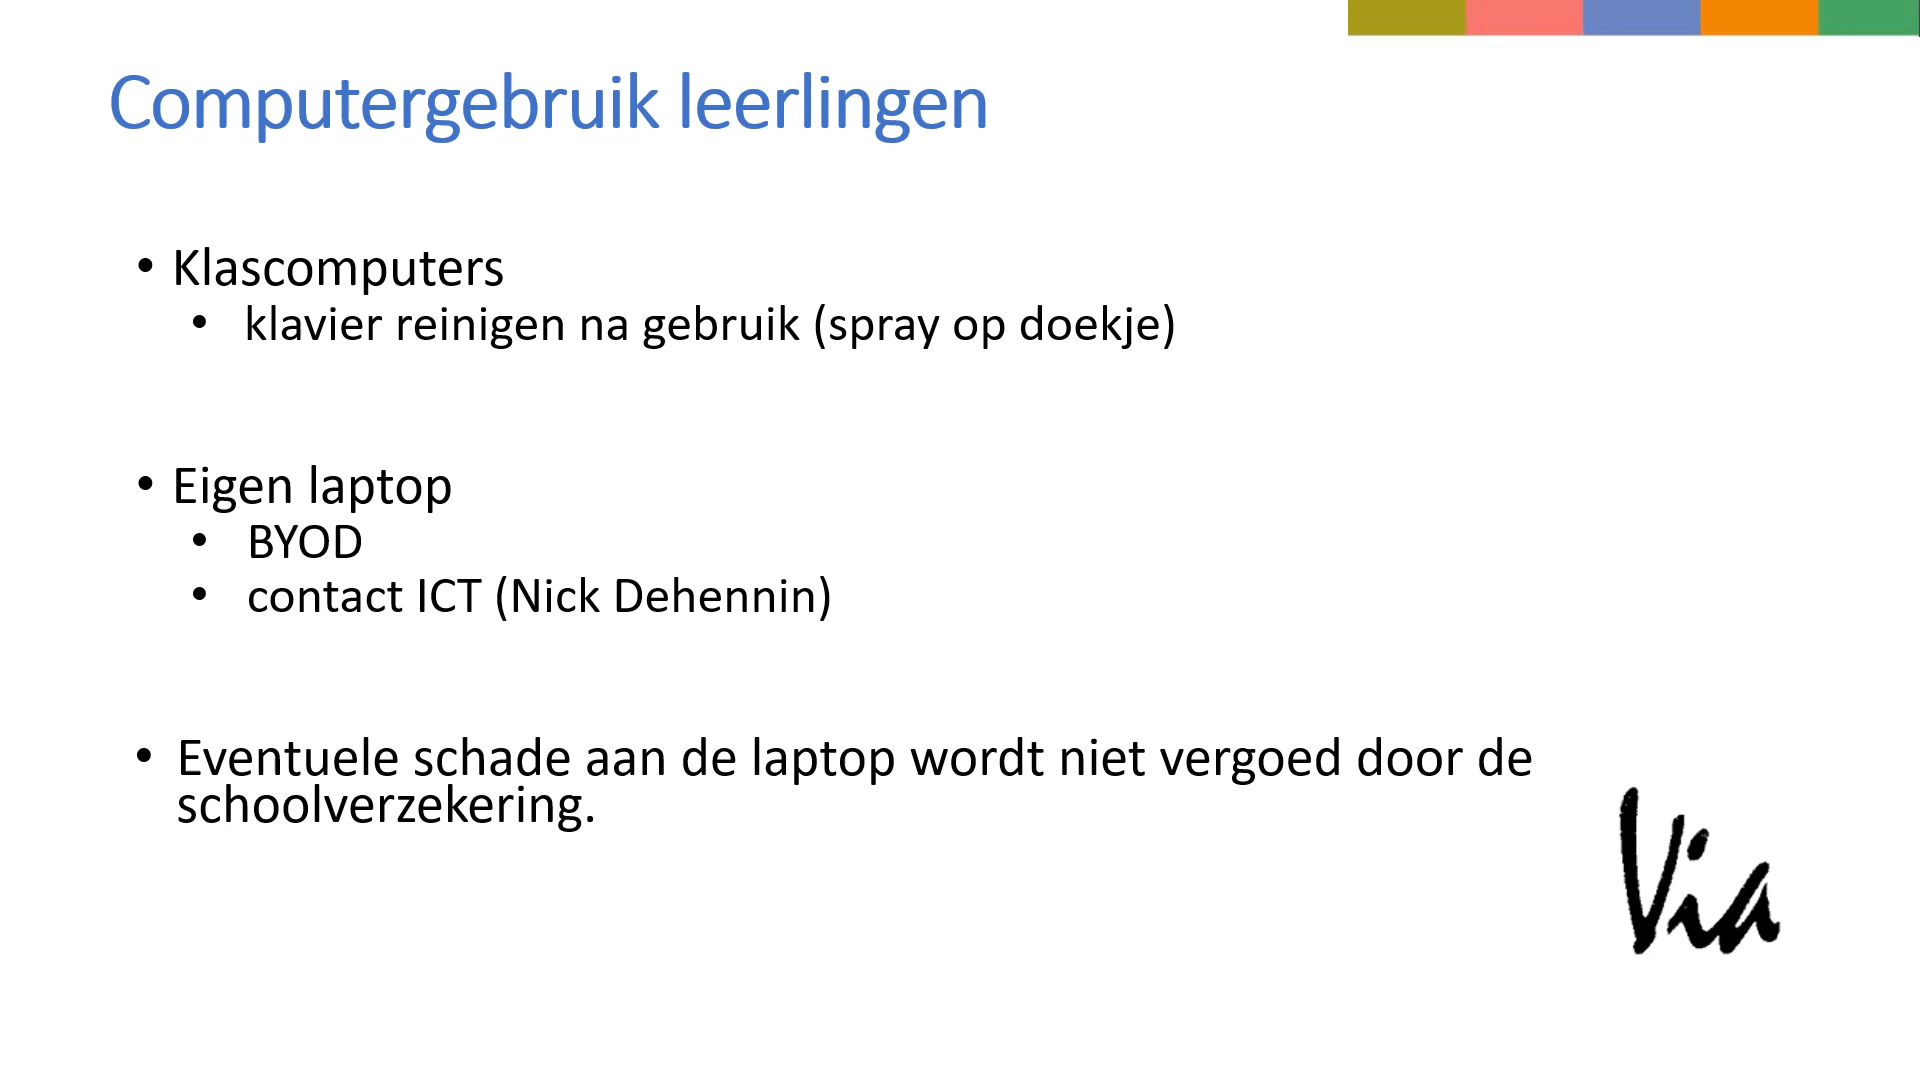 Computergebruik leerlingen
• Klascomputers
• klavier reinigen na gebruik (spray op doekje)
• Eigen laptop
• BYOD
• contact ICT (Nick Dehennin)
• Eventuele schade aan de laptop wordt niet vergoed door de
schoolverzekering.
Via